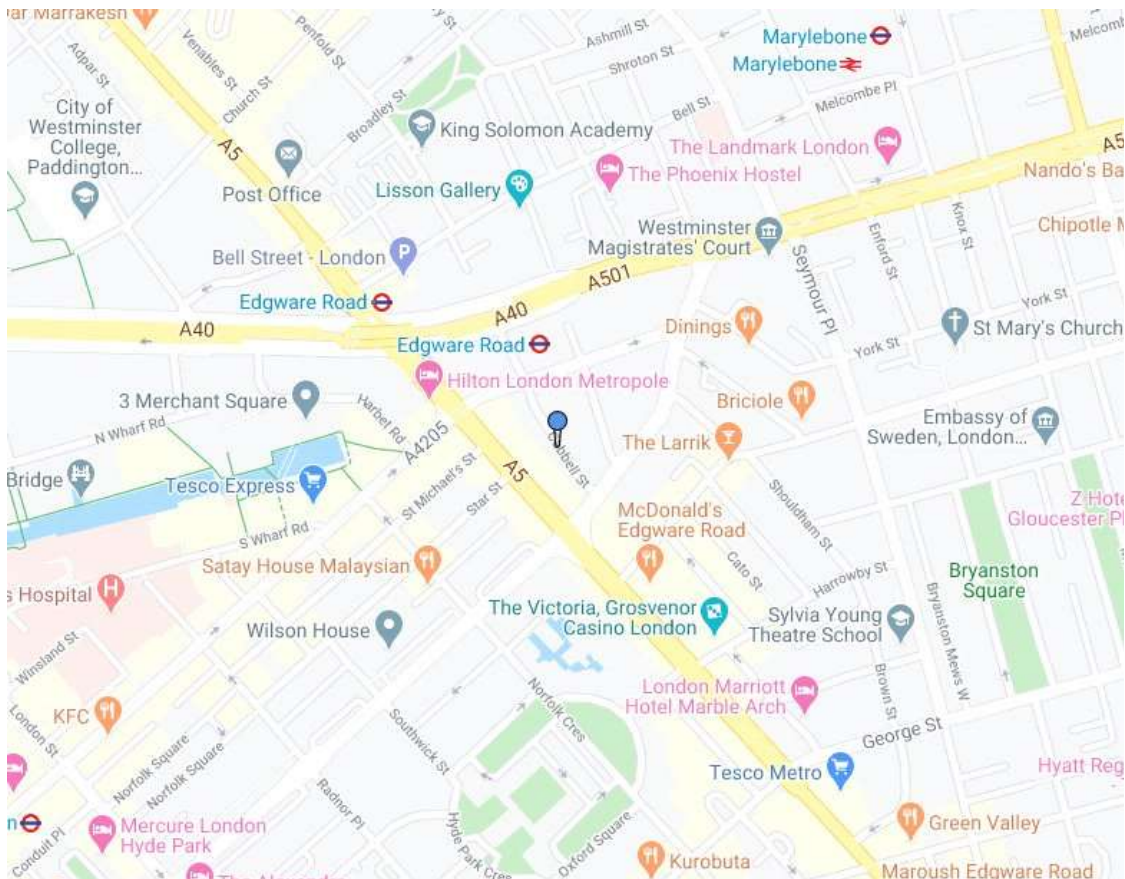 ar Marrakesh
Adpar St
Venables St
Church St
Penfold St
Broadley St
Ashmill St
Shroton St
Bell St
Marylebone
Marylebone
Melcombe Pl
Melcom
City of
Westminster
College,
Paddington...
A5
Post Office
King Solomon Academy
Lisson Gallery
The Phoenix Hostel
The Landmark London
A5
Nando's Ba
Westminster
Magistrates' Court
Chipotle M
Enford St
Knox St
Seymour Pl
Bell Street - London
Edgware Road
A40
A40
A501
Edgware Road
Dinings
York St
York St
St Mary's Church
Hilton London Metropole
3 Merchant Square
Harbet Rd
A4205
N Wharf Rd
Briciole
The Larrik
Embassy of
Sweden, London...
Bridge
Tesco Express
St Michael's St
Star St
A5
bell St
S Wharf Rd
McDonald's
Edgware Road
Shouldham St
Z Hote
Gloucester Pl
Satay House Malaysian
Cato St
Harrowby St
Bryanston
Square
s Hospital
Wilson House
The Victoria, Grosvenor
Casino London
Sylvia Young
Theatre School
Bryanston Mews W
Winsland St
London St
KFC
Norfolk Cres
London Marriott
Hotel Marble Arch
Brown St
George St
Norfolk Square
Norfolk Square
Southwick St
Tesco Metro
Hyatt Reg
Radnor Pl
n
Conduit Pl
Mercure London
Hyde Park
Hyde Park Cres
Oxford Square
Kurobuta
Green Valley
Maroush Edgware Road